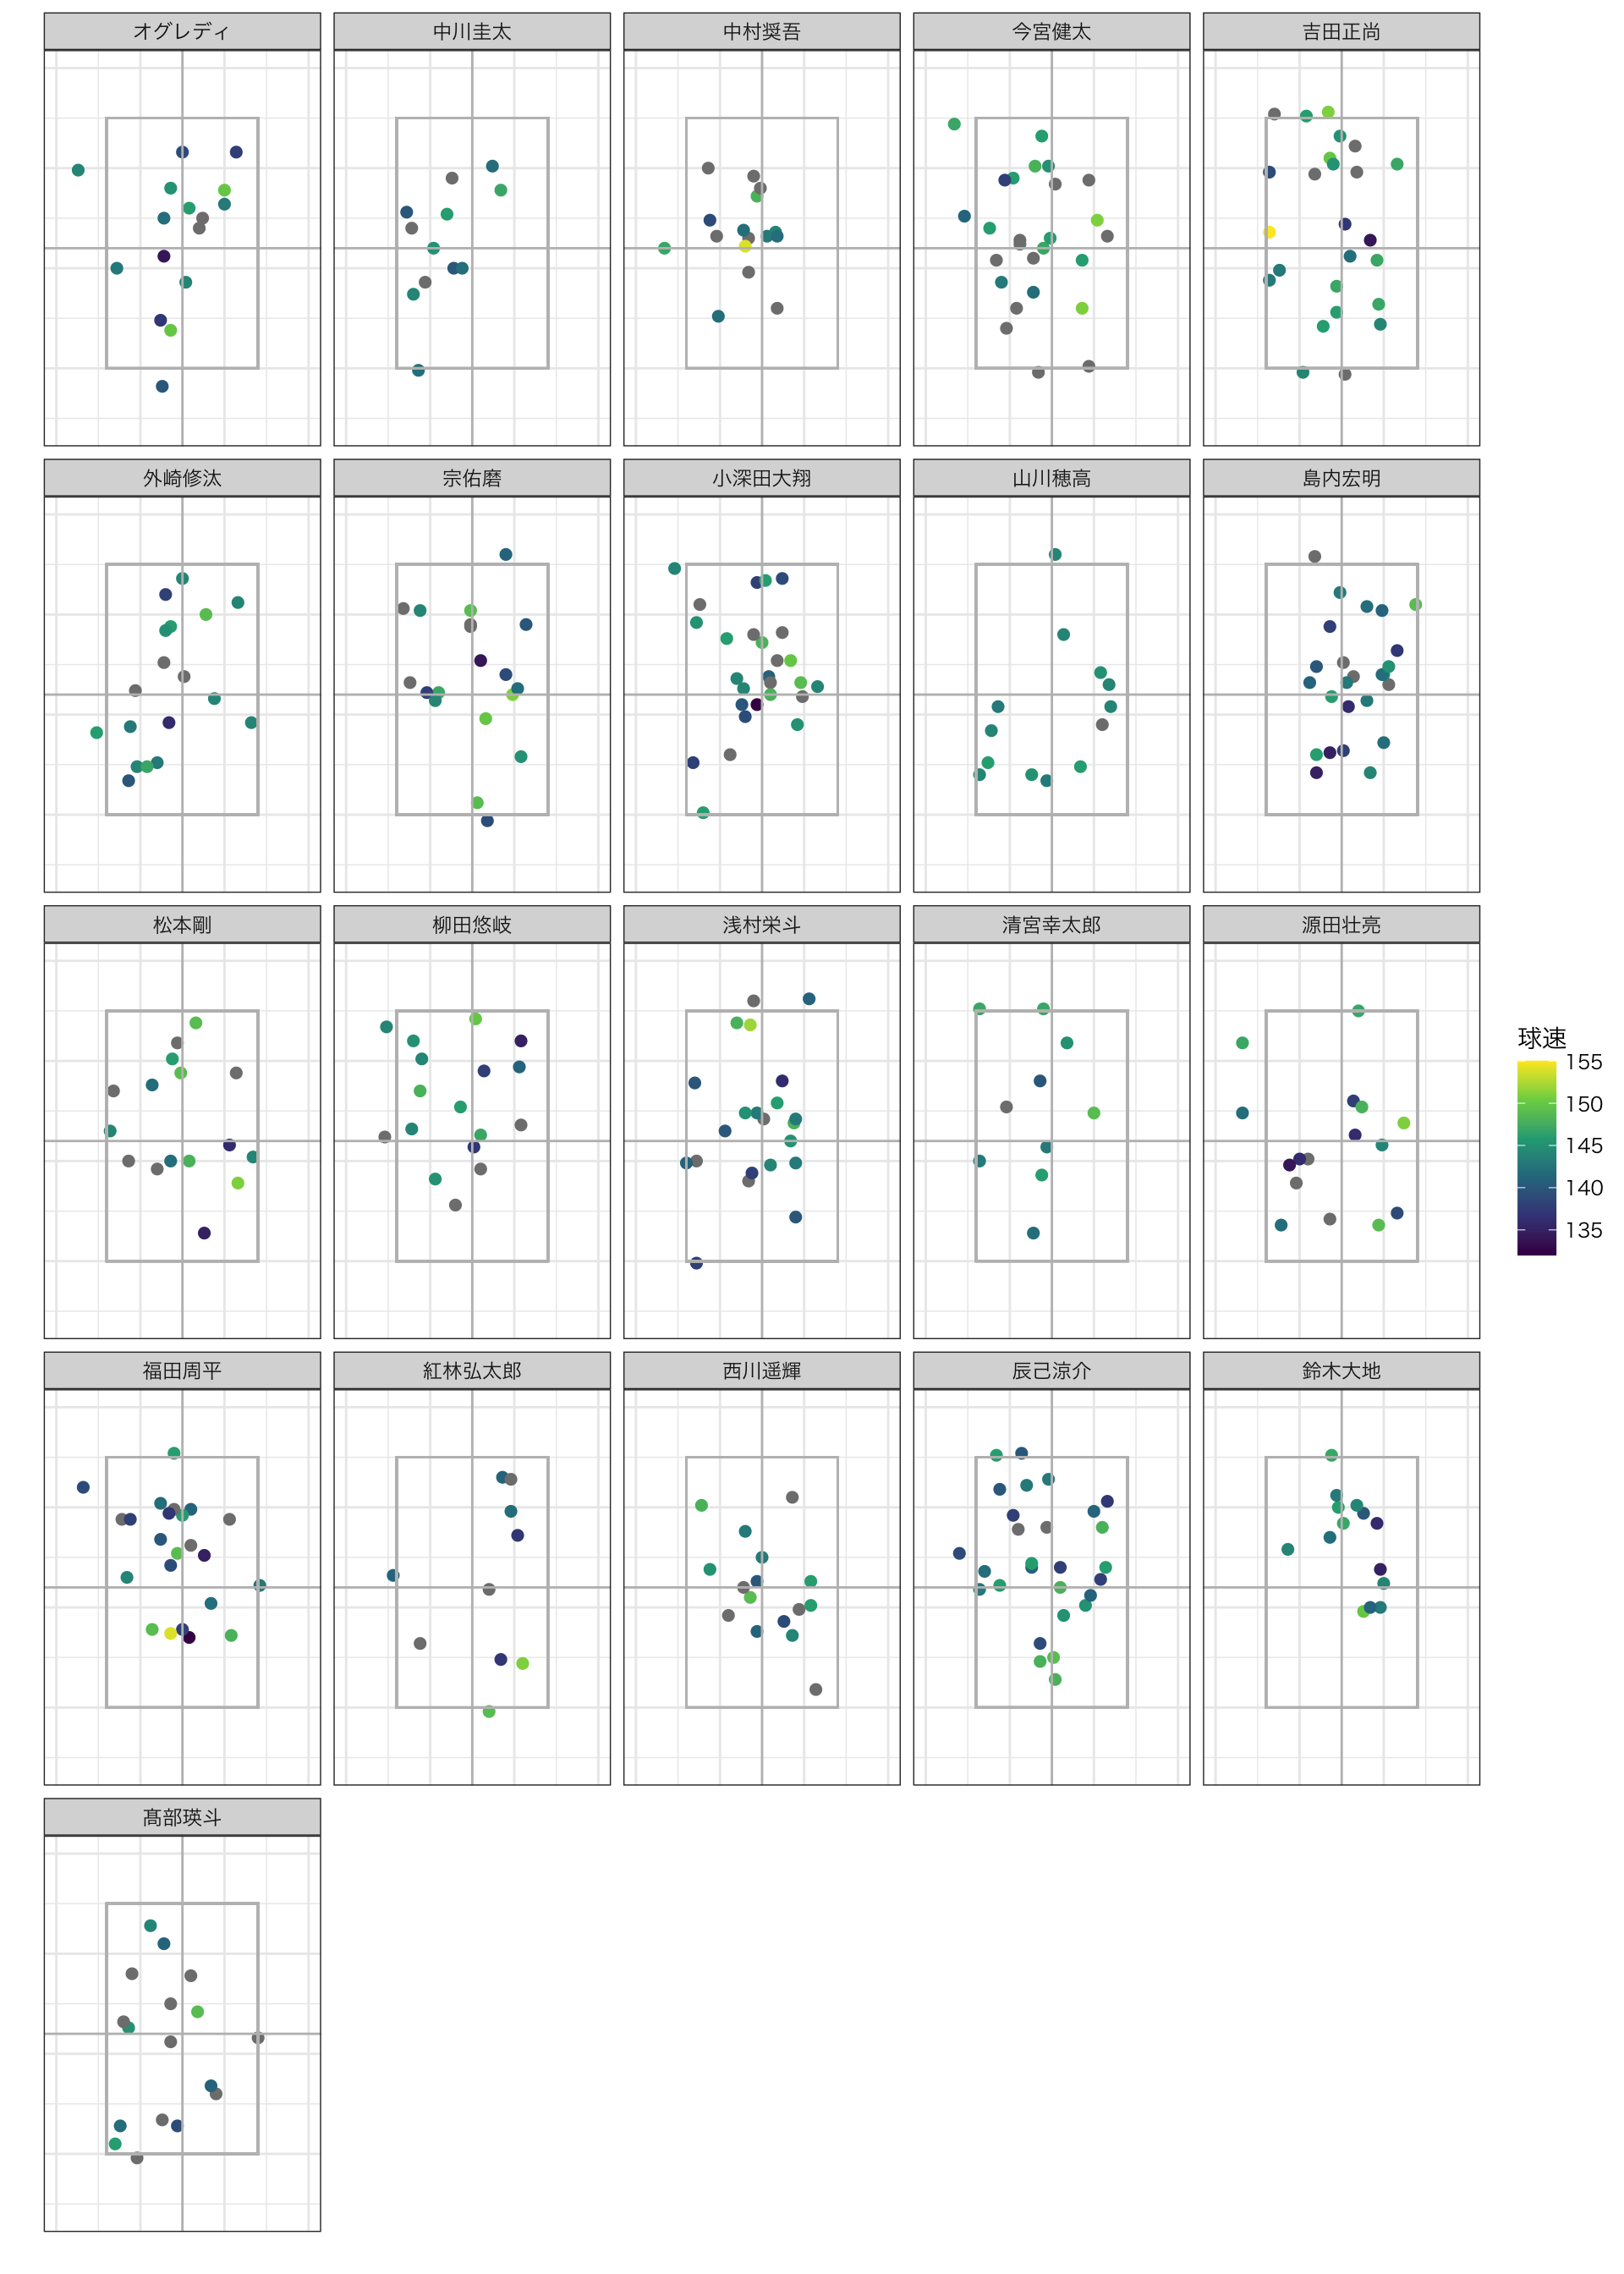 オグレディ
中川圭太
中村奨吾
今宮健太
吉田正尚
外崎修汰
宗佑磨
小深田大翔
山川穂高
島内宏明
松本剛
柳田悠岐
浅村栄斗
清宮幸太郎
源田壮亮
球速
155
150
145
140
135
福田周平
紅林弘太郎
西川遥輝
辰己涼介
鈴木大地
髙部瑛斗